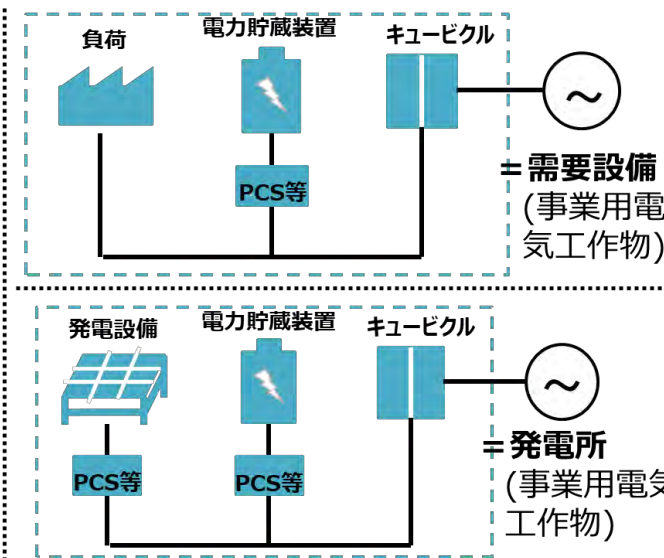 負荷
電力貯蔵装置
キュービクル
~
PCS等
=需要設備
(事業用電
気工作物)
発電設備
電力貯蔵装置
キュービクル
~
PCS等
PCS等
=発電所
(事業用電気
工作物)